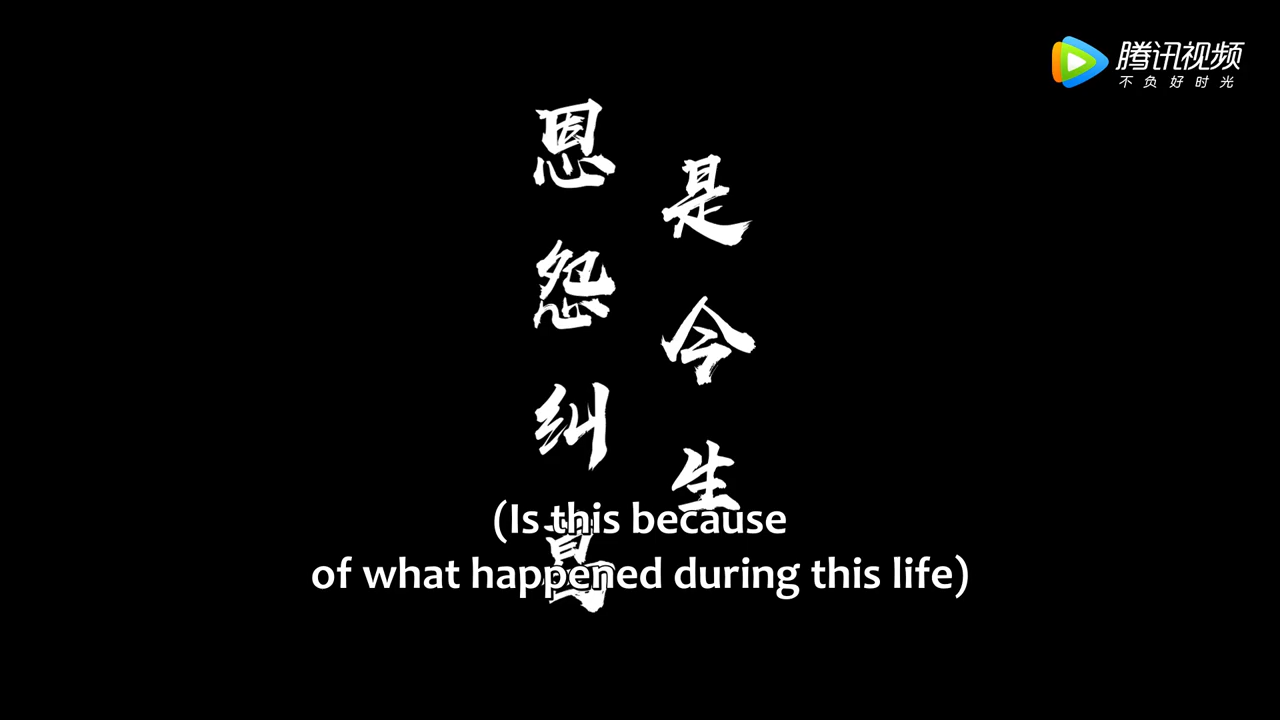 腾讯视频
不负好时光
是今生
恩怨纠葛
(Is this because
of what happened during this life)